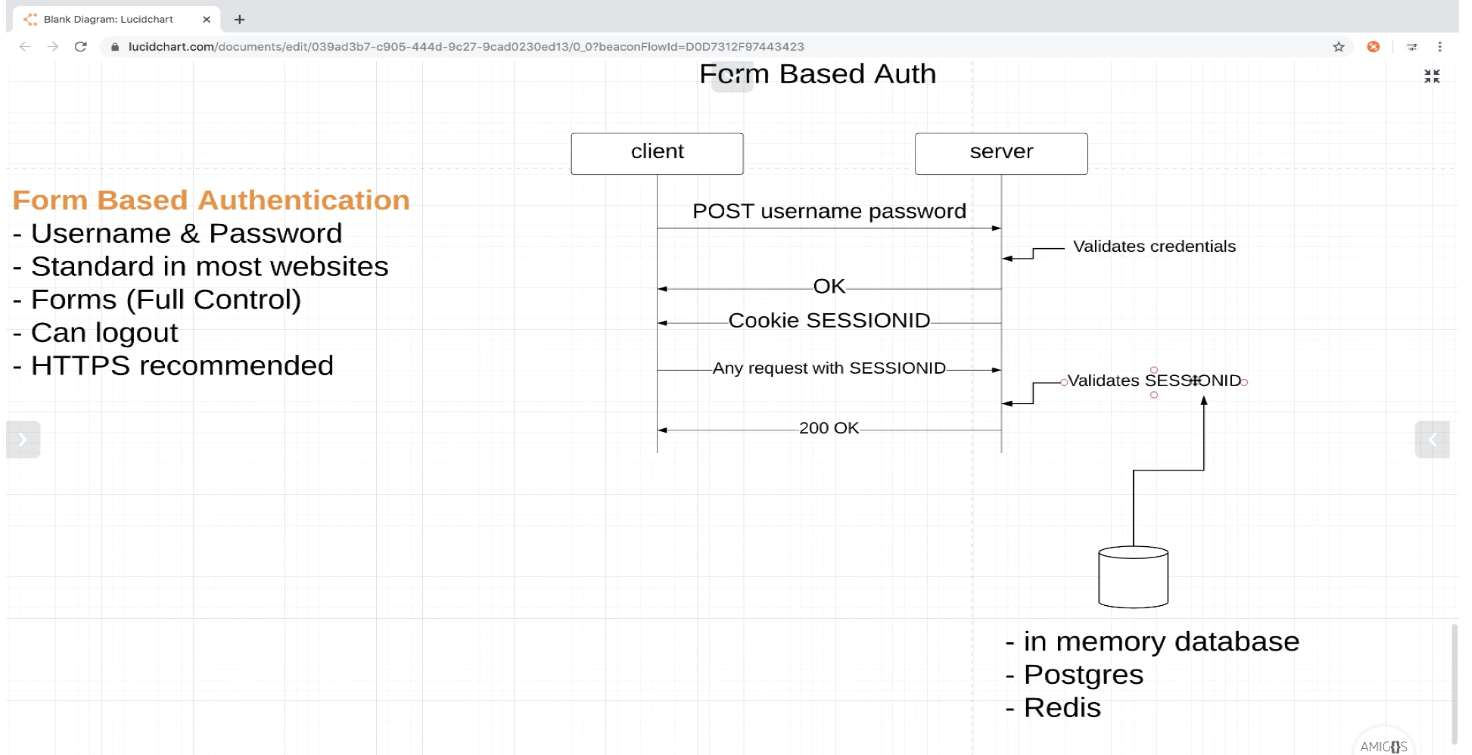 Blank Diagram: Lucidchart
lucidchart.com/documents/edit/039ad3b7-c905-444d-9c27-9cad0230ed13/0_0?beaconFlowId=D0D7312F97443423
Form Based Auth
client
server
Form Based Authentication
- Username & Password
- Standard in most websites
- Forms (Full Control)
- Can logout
- HTTPS recommended
POST username password
Validates credentials
OK
Cookie SESSIONID
Any request with SESSIONID
Validates SESSIONID
200 OK
- in memory database
- Postgres
- Redis
AMIG{}S